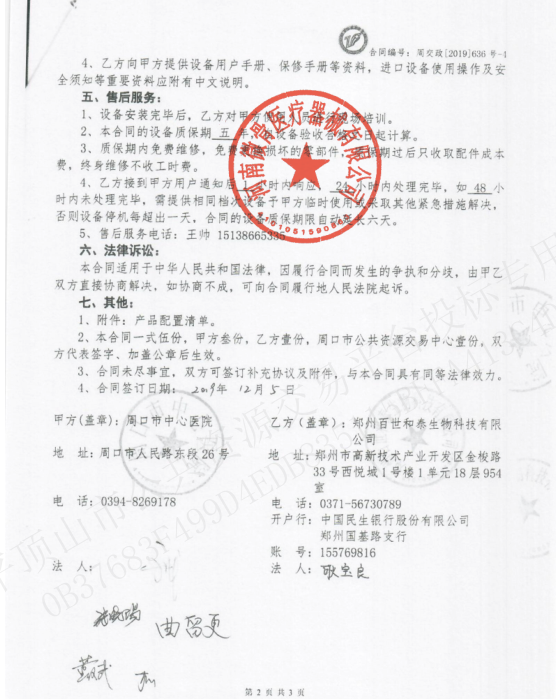 合同编号：周交政[2019]636号-4
4、乙方向甲方提供设备用户手册、保修手册等资料，进口设备使用操作及安
全须知等重要资料应附有中文说明。
五、售后服务：
1、设备安装完毕后，乙方对甲方使用人员进行现场培训。
2、本合同的设备质保期 五 年，自设备验收合格之日起计算。
3、质保期内免费维修，免费更换损坏的零部件，质保期过后只收取配件成本
费，终身维修不收工时费。
4、乙方接到甲方用户通知后 1 小时内响应，24 小时内处理完毕，如 48 小
时内未处理完毕，需提供相同档次设备予甲方临时使用或采取其他紧急措施解决，
否则设备停机每超出一天，合同的设备质保期限自动延长六天。
5、售后服务电话：王帅 15138665335
六、法律诉讼：
本合同适用于中华人民共和国法律，因履行合同而发生的争执和分歧，由甲乙
双方直接协商解决，如协商不成，可向合同履行地人民法院起诉。
七、其他：
1、附件：产品配置清单。
2、本合同一式伍份，甲方叁份，乙方壹份，周口市公共资源交易中心壹份，双
方代表签字、加盖公章后生效。
3、合同未尽事宜，双方可签订补充协议及附件，与本合同具有同等法律效力。
4、合同签订日期：2019年12月5日
甲方（盖章）：周口市中心医院
地 址：周口市人民路东段26号
电 话：0394-8269178
法 人：
乙方（盖章）：郑州百世和泰生物科技有限
公司
地 址：郑州市高新技术产业开发区金梭路
33号西悦城1号楼1单元18层954
室
电 话：0371-56730789
开户行：中国民生银行股份有限公司
郑州国基路支行
账 号：155769816
法 人：耿宝良
曲留更
第2页共3页